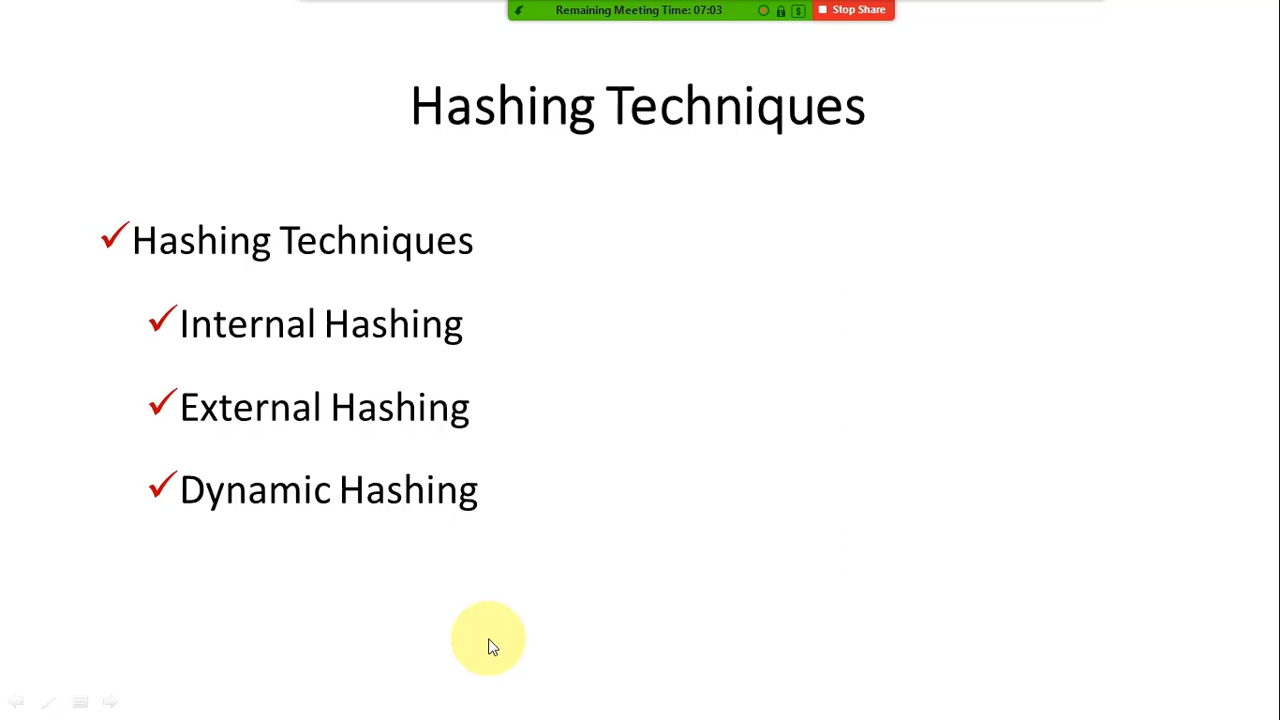 Remaining Meeting Time: 07:03
Stop Share
Hashing Techniques
Hashing Techniques
Internal Hashing
External Hashing
Dynamic Hashing